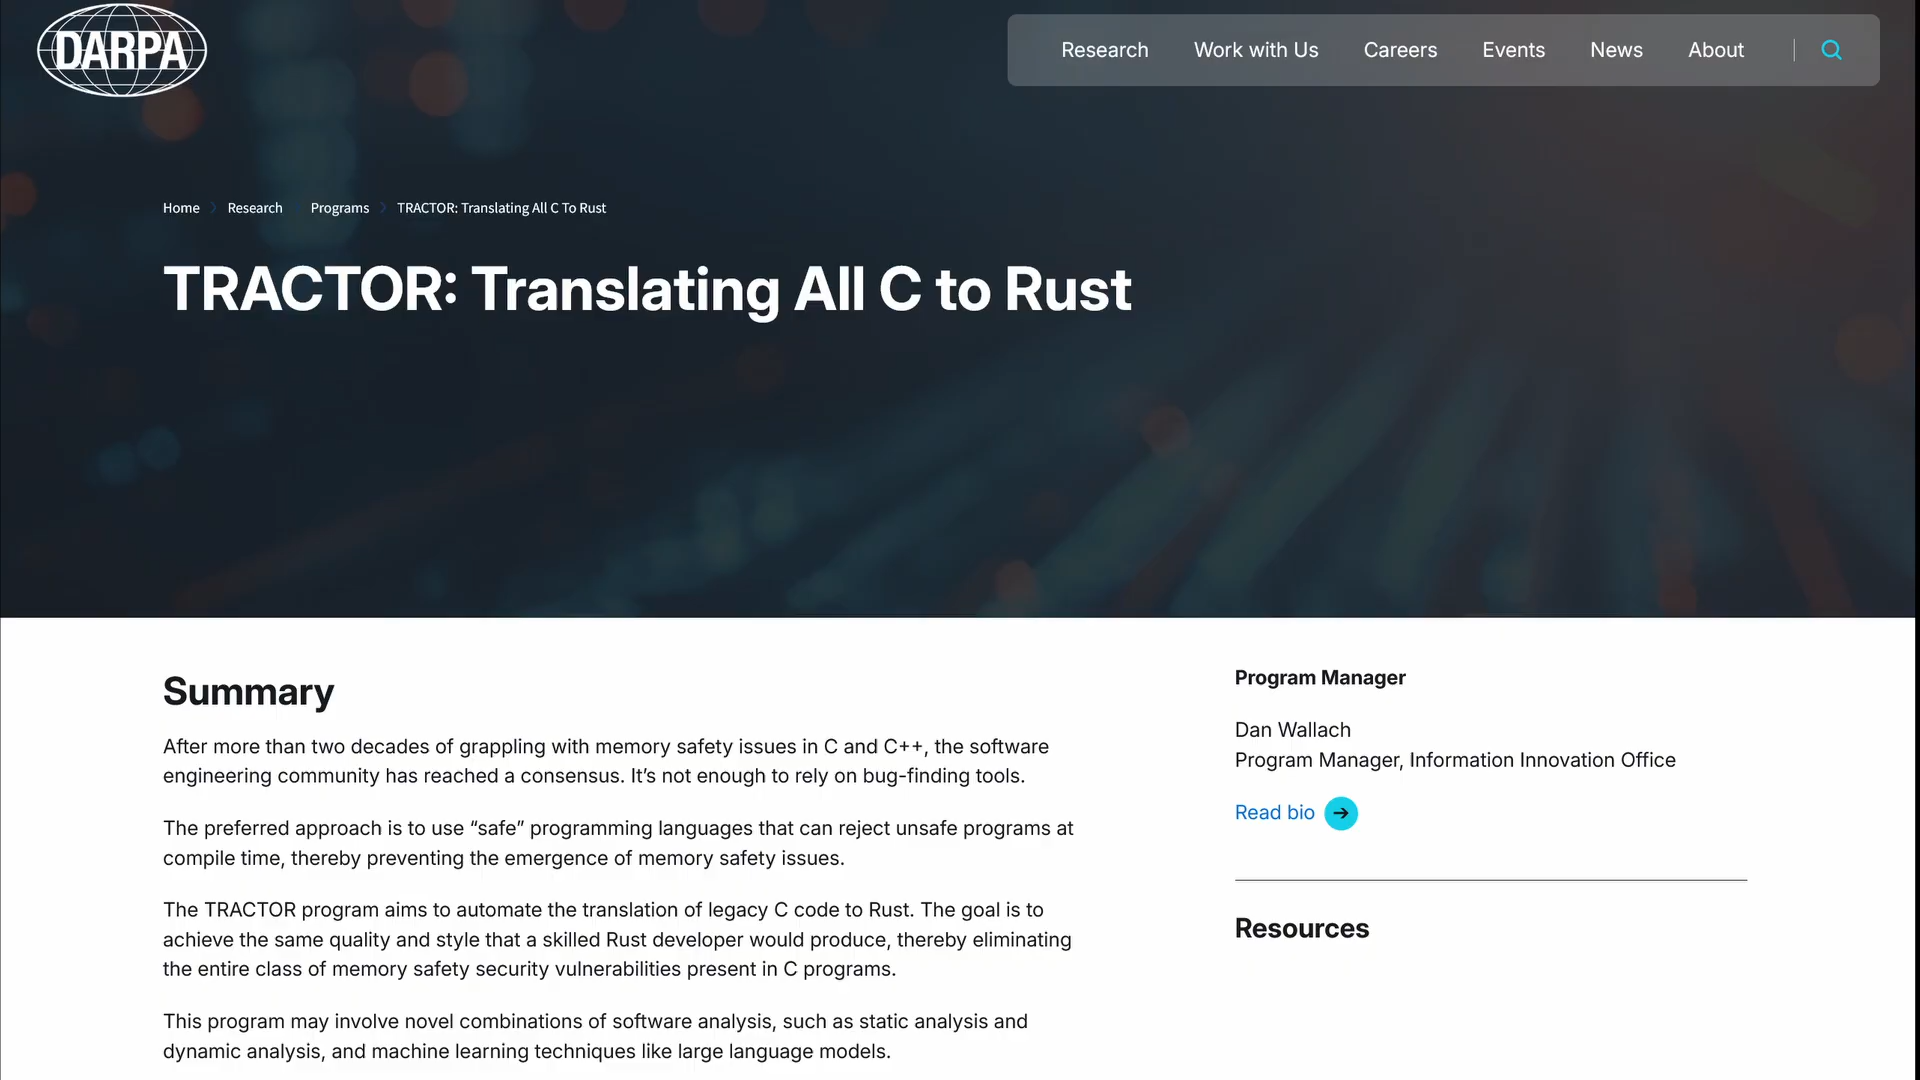 DARPA
Research
Work with Us
Careers
Events
News
About
Home
Research
Programs
TRACTOR: Translating All C To Rust
TRACTOR: Translating All C to Rust
Summary
After more than two decades of grappling with memory safety issues in C and C++, the software
engineering community has reached a consensus. It’s not enough to rely on bug-finding tools.
The preferred approach is to use “safe” programming languages that can reject unsafe programs at
compile time, thereby preventing the emergence of memory safety issues.
The TRACTOR program aims to automate the translation of legacy C code to Rust. The goal is to
achieve the same quality and style that a skilled Rust developer would produce, thereby eliminating
the entire class of memory safety security vulnerabilities present in C programs.
This program may involve novel combinations of software analysis, such as static analysis and
dynamic analysis, and machine learning techniques like large language models.
Program Manager
Dan Wallach
Program Manager, Information Innovation Office
Read bio
Resources